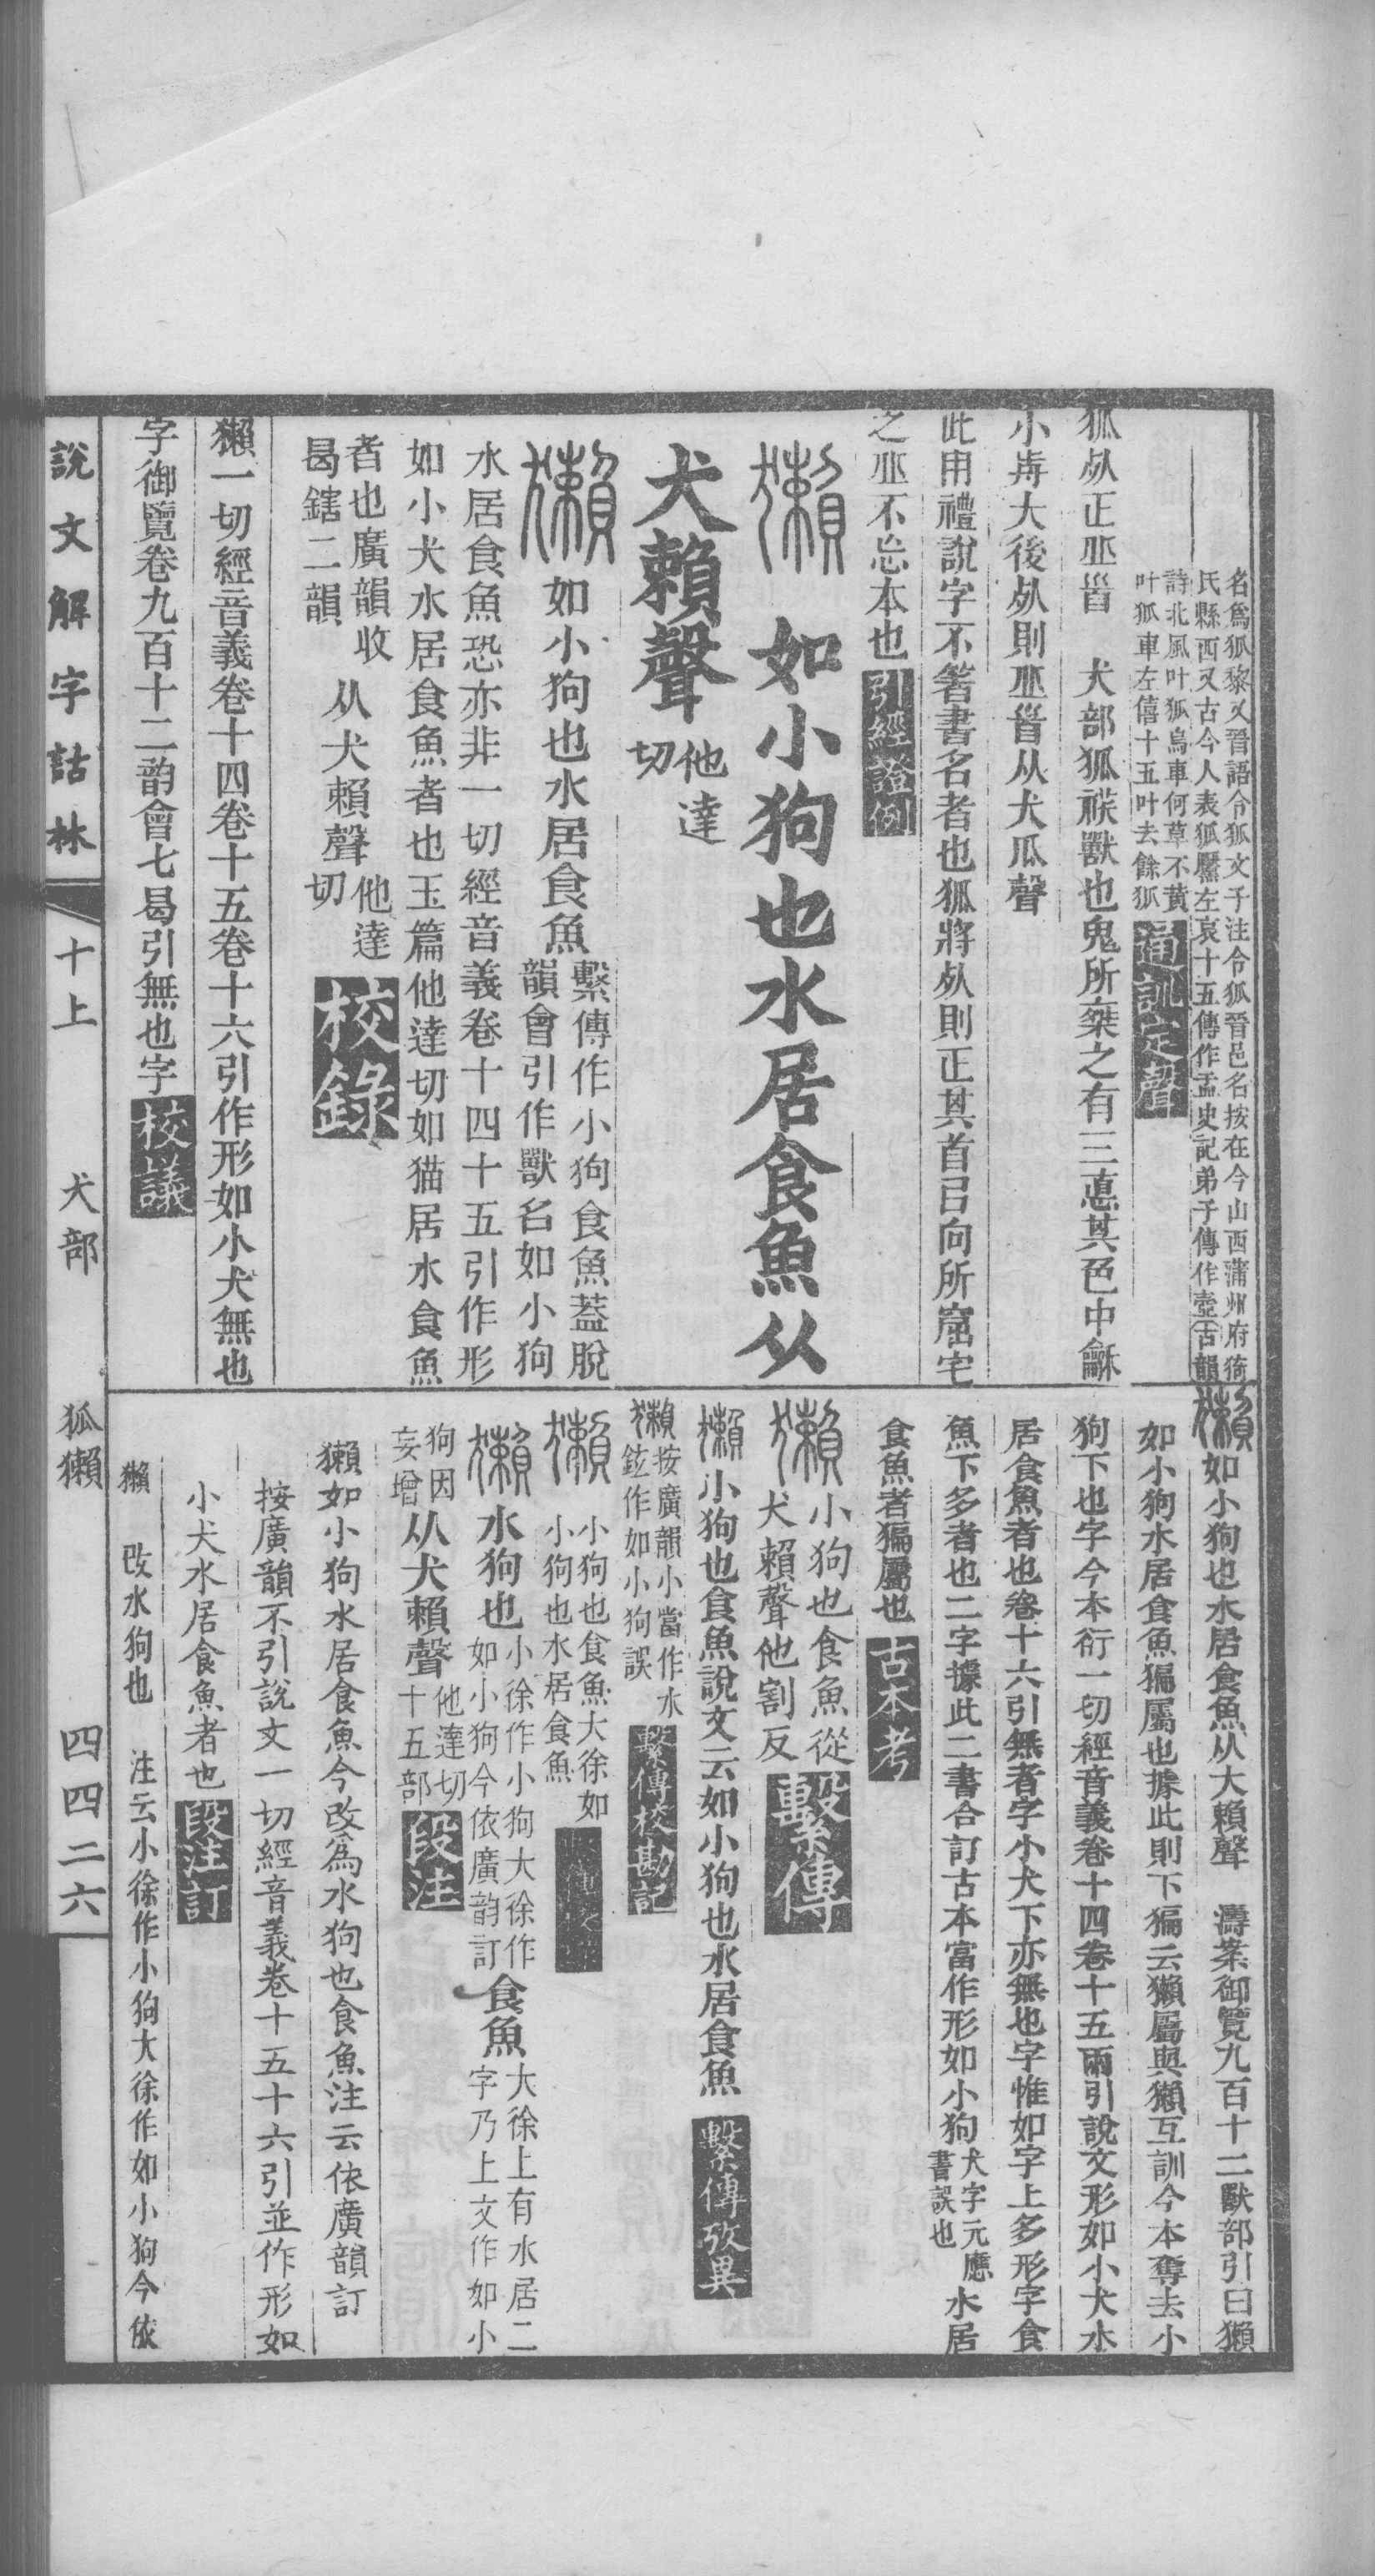 名爲狐黎又晉語令狐文子注令狐晉邑名按在今山西蒲州府猗
氏縣西又古今人表狐黶左哀十五傳作孟史記弟子傳作壺古韻
詩北風叶狐烏車何草不黃
叶狐車左僖十五叶去餘狐
通訓定聲
犬部狐䄏獸也鬼所椉之有三悳其色中龢
小歬大後从犬瓜聲
此用禮說字不箸書名者也
之丠不忘本也引經證例
獺 如小狗也水居食魚从
犬賴聲他達
切
獺如小狗也水居食魚繫傳作小狗食魚葢脫
韻會引作獸名如小狗
水居食魚恐亦非一切經音義卷十四十五引作形
如小犬水居食魚者也玉篇他達切如猫居水食魚
者也廣韻收
曷鎋二韻
从犬賴聲他達
切
校錄
獺一切經音義卷十四卷十五卷十六引作形如小犬無也
字御覽卷九百十二韵會七曷引無也字校議
獺如小狗也水居食魚从犬賴聲 濤案御覽九百十二獸部引曰獺
如小狗水居食魚猵屬也據此則下猵云獺屬與獺互訓今本奪去小
狗下也字今本衍一切經音義卷十四卷十五兩引說文形如小犬水
居食魚者也卷十六引無者字小犬下亦無也字惟如字上多形字食
魚下多者也二字據此二書合訂古本當作形如小狗犬字元應
書誤也
水居
食魚者猵屬也古本考
獺小狗也食魚從
犬賴聲他割反
繫傳
獺小狗也食魚說文云如小狗也水居食魚 繫傳攷異
獺按廣韻小當作水
鉉作如小狗誤
繫傳校勘記
獺小狗也食魚大徐如
小狗也水居食魚
獺水狗也小徐作小狗大徐作
如小狗今依廣韵訂
食魚大徐上有水居二
字乃上文作如小
狗因
妄增
从犬賴聲他達切
十五部
段注
獺如小狗水居食魚今改爲水狗也食魚注云依廣韻訂
按廣韻不引說文一切經音義卷十五十六引並作形如
小犬水居食魚者也段注訂
獺 改水狗也 注云小徐作小狗大徐作如小狗今依
說文解字詁林 十上 犬部 狐獺 四四二六